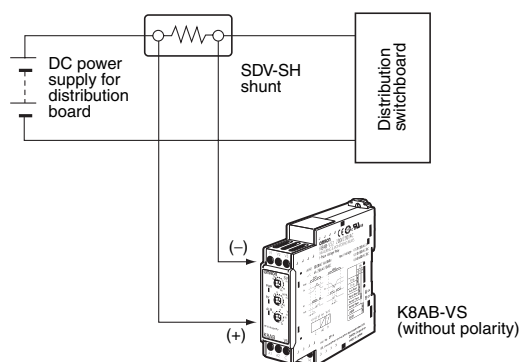 DC power
supply for
distribution
board
SDV-SH
shunt
Distribution
switchboard
(−)
(+)
K8AB-VS
(without polarity)